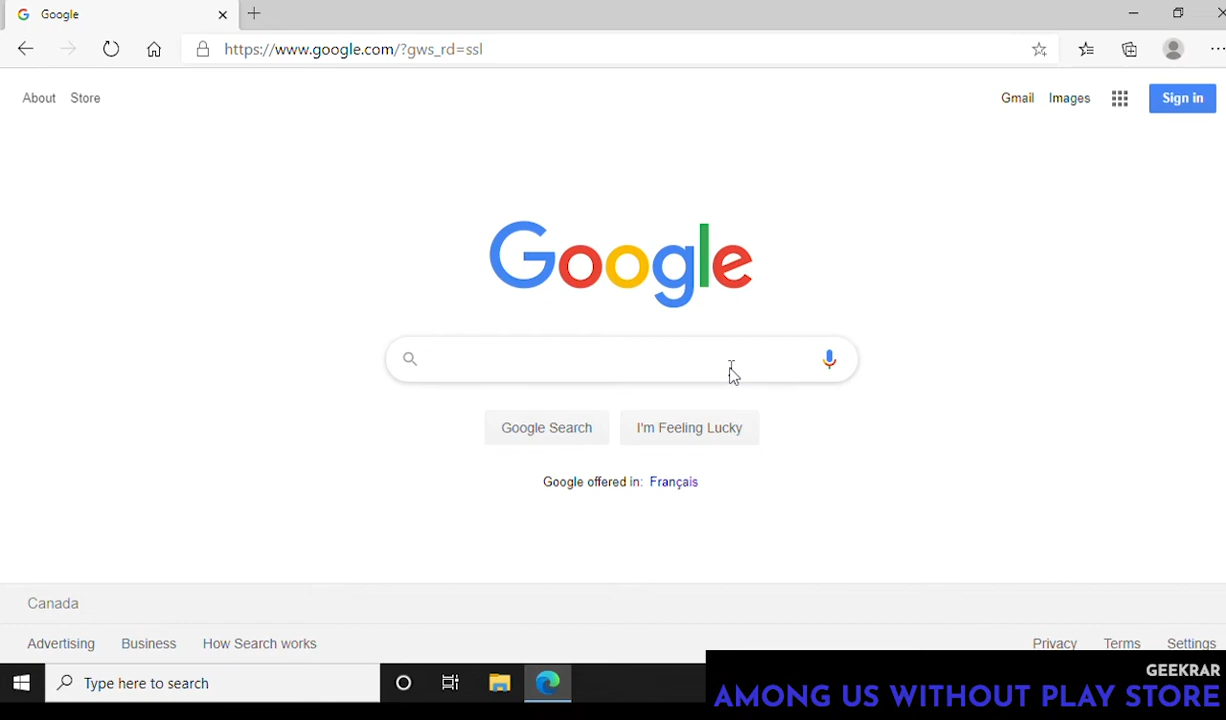 Google
https://www.google.com/?gws_rd=ssl
About Store Gmail Images Sign in
Google
Google Search I'm Feeling Lucky
Google offered in: Français
Canada
Advertising Business How Search works Privacy Terms Settings
Type here to search
GEEKRAR
AMONG US WITHOUT PLAY STORE